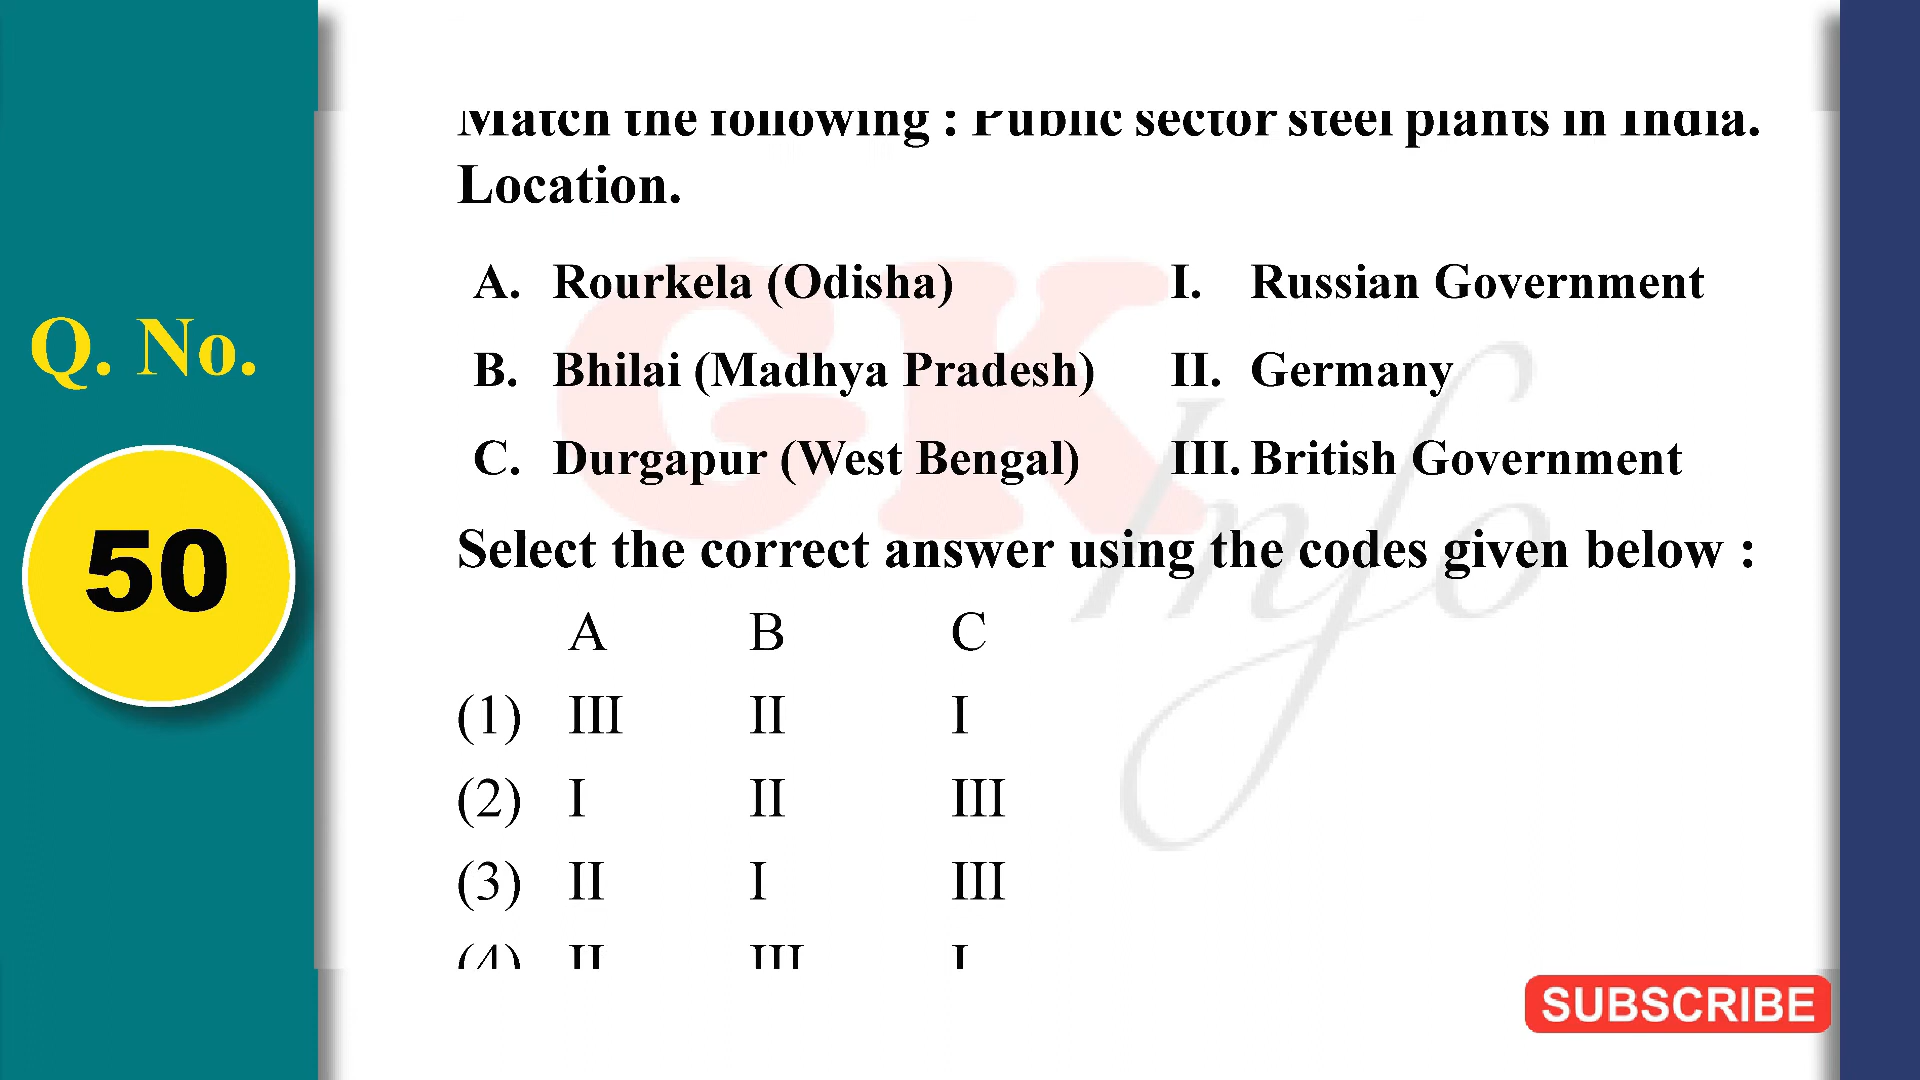 Match the following : Public sector steel plants in India.
Location.
A. Rourkela (Odisha) I. Russian Government
B. Bhilai (Madhya Pradesh) II. Germany
C. Durgapur (West Bengal) III. British Government
Select the correct answer using the codes given below :
A B C
(1) III II I
(2) I II III
(3) II I III
(4) II III I
Q. No.
50
GK
Info
SUBSCRIBE